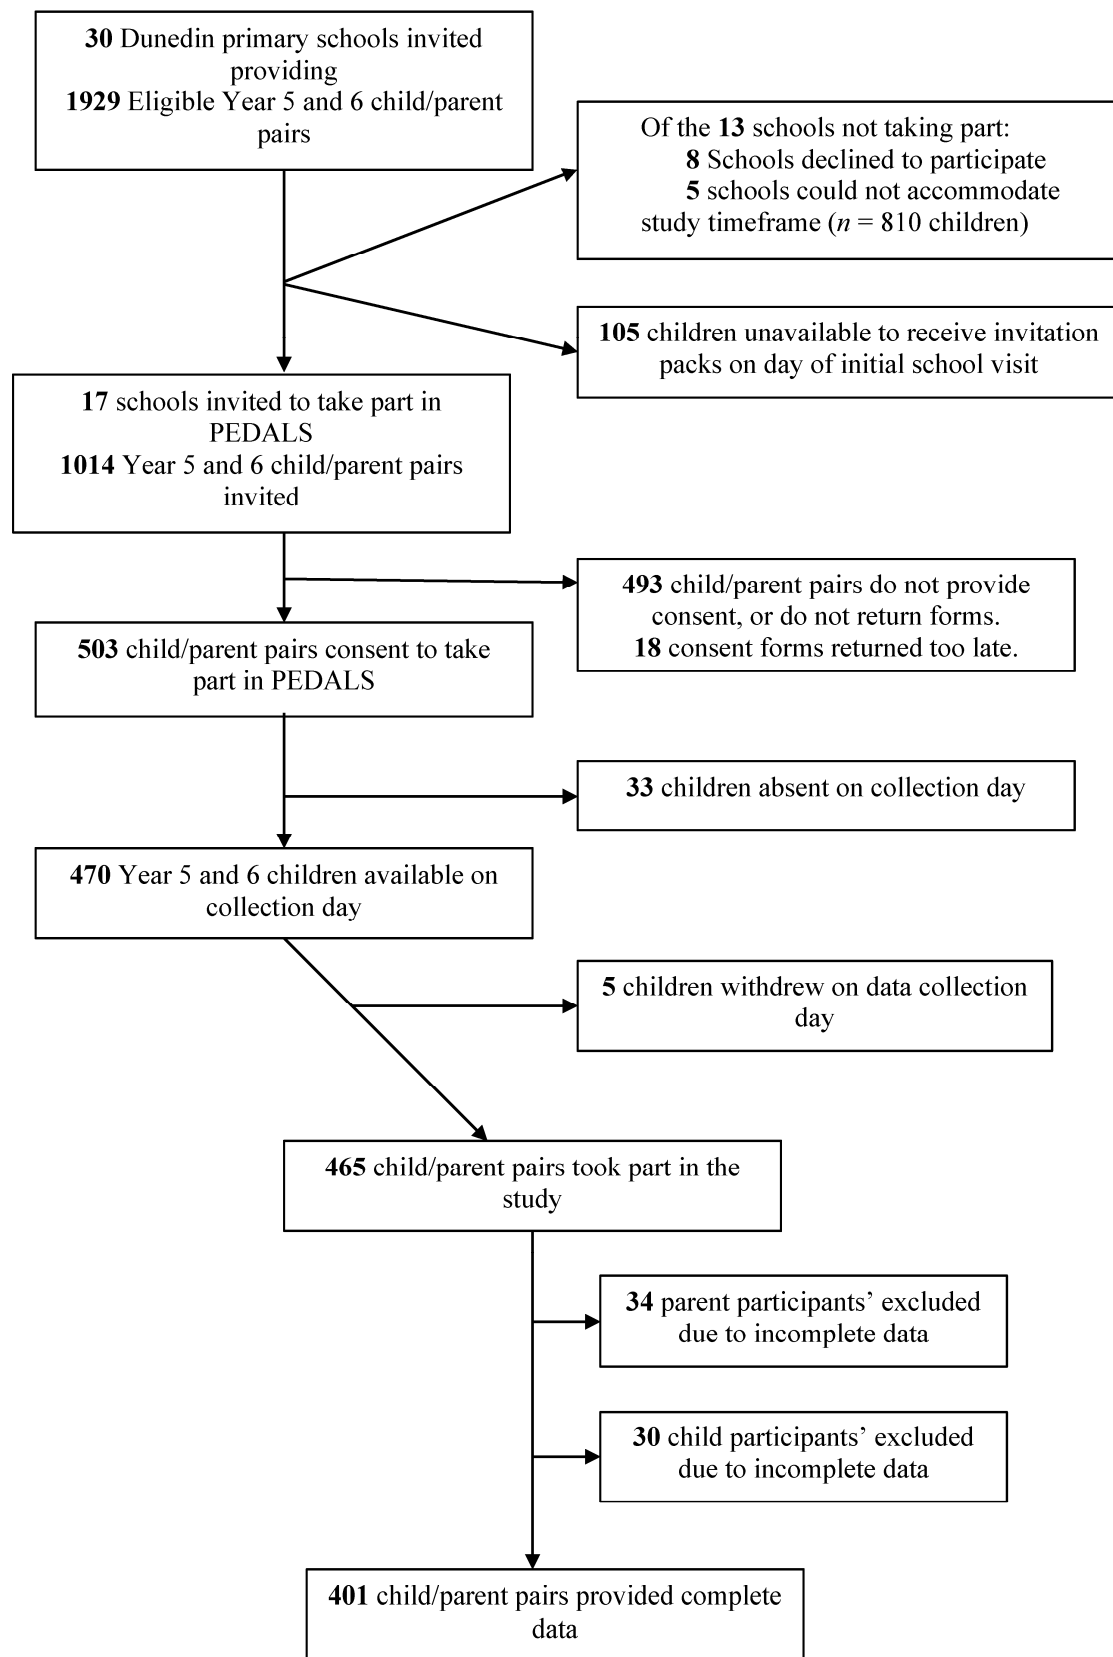 30 Dunedin primary schools invited
providing
1929 Eligible Year 5 and 6 child/parent
pairs
Of the 13 schools not taking part:
8 Schools declined to participate
5 schools could not accommodate
study timeframe (n = 810 children)
105 children unavailable to receive invitation
packs on day of initial school visit
17 schools invited to take part in
PEDALS
1014 Year 5 and 6 child/parent pairs
invited
493 child/parent pairs do not provide
consent, or do not return forms.
18 consent forms returned too late.
503 child/parent pairs consent to take
part in PEDALS
33 children absent on collection day
470 Year 5 and 6 children available on
collection day
5 children withdrew on data collection
day
465 child/parent pairs took part in the
study
34 parent participants’ excluded
due to incomplete data
30 child participants’ excluded
due to incomplete data
401 child/parent pairs provided complete
data